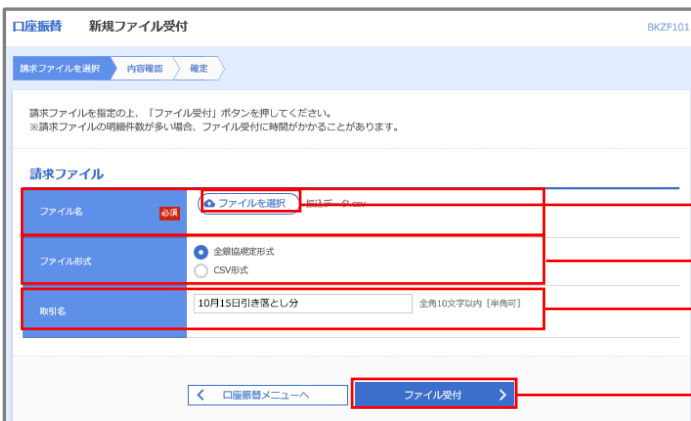 口座振替 新規ファイル受付 BKZF101
請求ファイルを選択 内容確認 確定
請求ファイルを指定の上、「ファイル受付」ボタンを押してください。
※請求ファイルの明細件数が多い場合、ファイル受付に時間がかかることがあります。
請求ファイル
ファイル名 必須 ファイルを選択 振込データ.csv
ファイル形式 全銀協規定形式
CSV形式
取引名 10月15日引き落とし分 全角10文字以内［半角可］
口座振替メニューへ ファイル受付